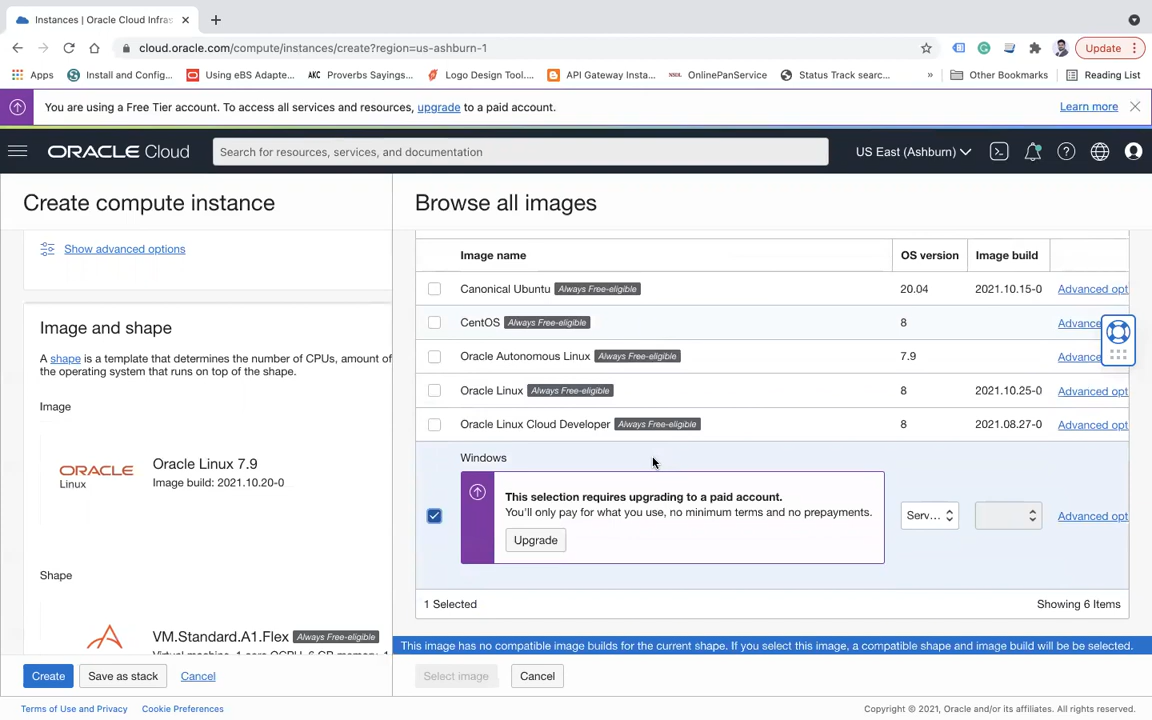 Instances | Oracle Cloud Infras
cloud.oracle.com/compute/instances/create?region=us-ashburn-1
Update
Apps
Install and Config...
Using eBS Adapte...
AKC Proverbs Sayings...
Logo Design Tool....
API Gateway Insta...
OnlinePanService
Status Track searc...
»
Other Bookmarks
Reading List
You are using a Free Tier account. To access all services and resources, upgrade to a paid account.
Learn more
ORACLE Cloud
Search for resources, services, and documentation
US East (Ashburn)
Create compute instance
Show advanced options
Image and shape
A shape is a template that determines the number of CPUs, amount of
the operating system that runs on top of the shape.
Image
ORACLE
Linux
Oracle Linux 7.9
Image build: 2021.10.20-0
Shape
VM.Standard.A1.Flex Always Free-eligible
Virtual machine, 1 core OCPU, 6 GB memory, 1
Create
Save as stack
Cancel
Browse all images
Image name OS version Image build
Canonical Ubuntu Always Free-eligible 20.04 2021.10.15-0 Advanced opt
CentOS Always Free-eligible 8 Advance
Oracle Autonomous Linux Always Free-eligible 7.9 Advance
Oracle Linux Always Free-eligible 8 2021.10.25-0 Advanced opt
Oracle Linux Cloud Developer Always Free-eligible 8 2021.08.27-0 Advanced opt
Windows
This selection requires upgrading to a paid account.
You'll only pay for what you use, no minimum terms and no prepayments.
Upgrade
Serv...
Advanced opt
1 Selected
Showing 6 Items
This image has no compatible image builds for the current shape. If you select this image, a compatible shape and image build will be be selected.
Select image
Cancel
Terms of Use and Privacy
Cookie Preferences
Copyright © 2021, Oracle and/or its affiliates. All rights reserved.